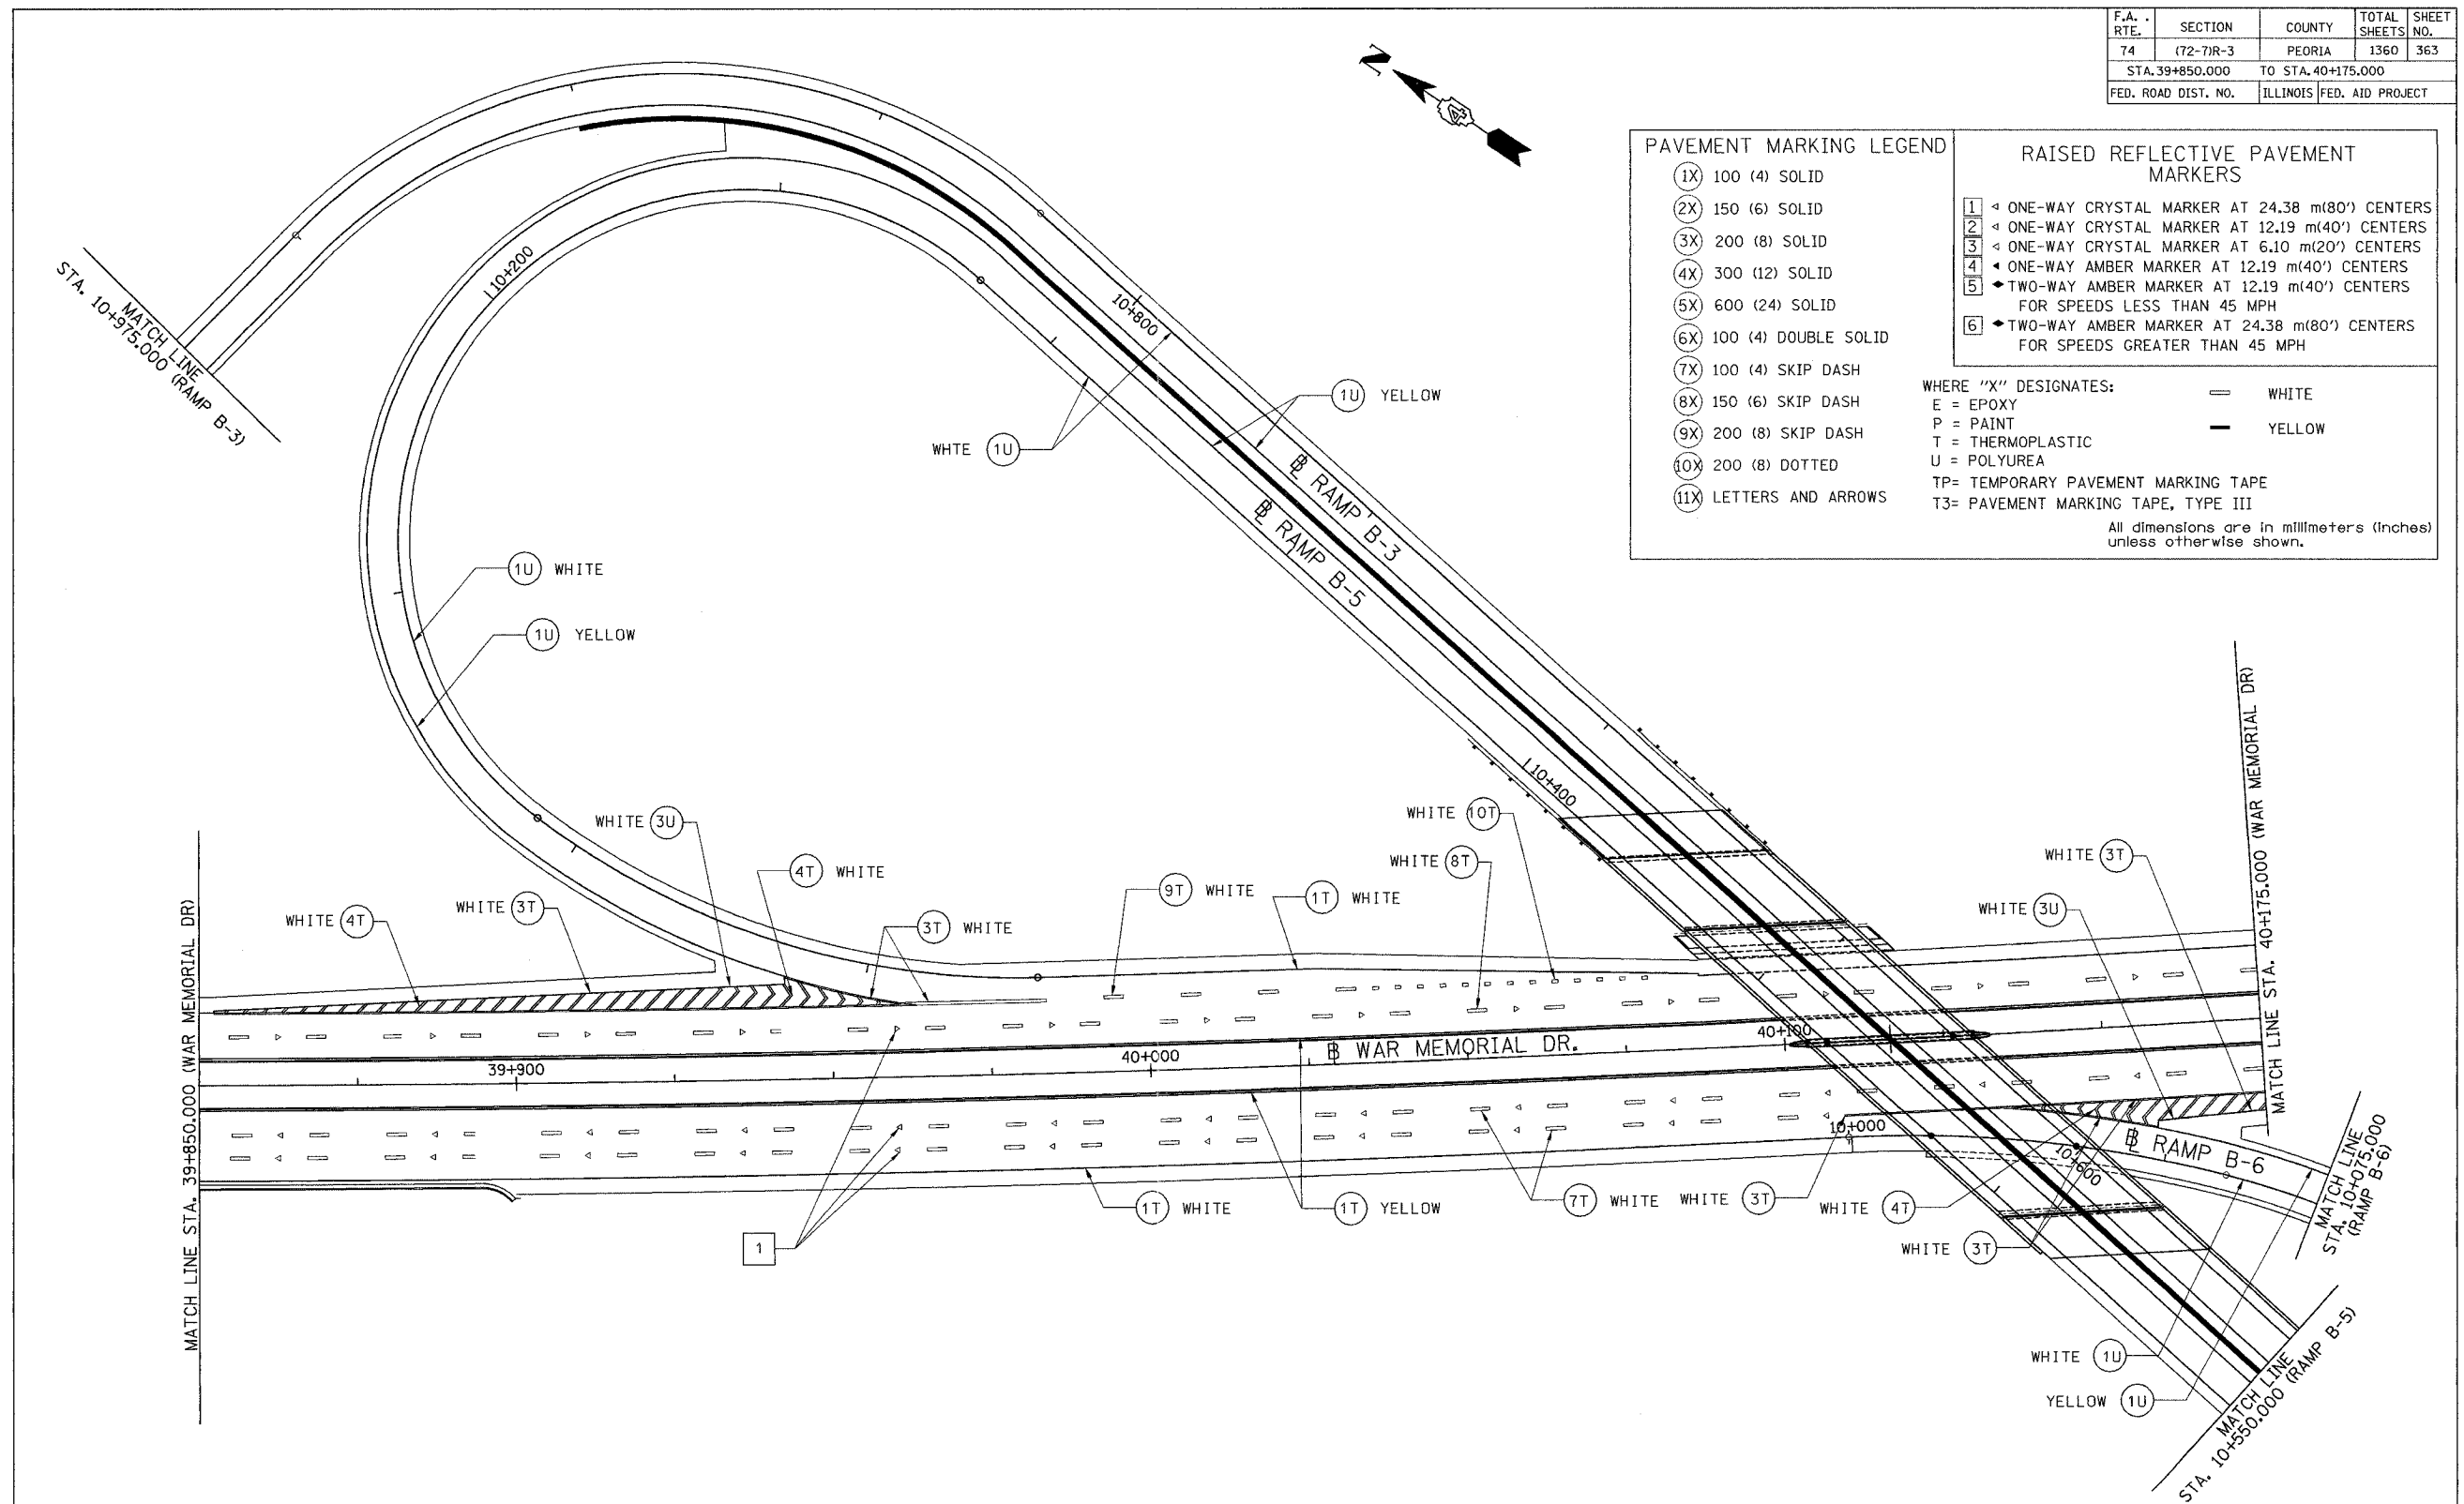 F.A. . RTE. SECTION COUNTY TOTAL SHEETS SHEET NO.
74 (72-7)R-3 PEORIA 1360 363
STA. 39+850.000 TO STA. 40+175.000
FED. ROAD DIST. NO. ILLINOIS FED. AID PROJECT
N
PAVEMENT MARKING LEGEND
1X 100 (4) SOLID
2X 150 (6) SOLID
3X 200 (8) SOLID
4X 300 (12) SOLID
5X 600 (24) SOLID
6X 100 (4) DOUBLE SOLID
7X 100 (4) SKIP DASH
8X 150 (6) SKIP DASH
9X 200 (8) SKIP DASH
10X 200 (8) DOTTED
11X LETTERS AND ARROWS
RAISED REFLECTIVE PAVEMENT
MARKERS
1 ONE-WAY CRYSTAL MARKER AT 24.38 m(80') CENTERS
2 ONE-WAY CRYSTAL MARKER AT 12.19 m(40') CENTERS
3 ONE-WAY CRYSTAL MARKER AT 6.10 m(20') CENTERS
4 ONE-WAY AMBER MARKER AT 12.19 m(40') CENTERS
5 TWO-WAY AMBER MARKER AT 12.19 m(40') CENTERS
FOR SPEEDS LESS THAN 45 MPH
6 TWO-WAY AMBER MARKER AT 24.38 m(80') CENTERS
FOR SPEEDS GREATER THAN 45 MPH
WHERE "X" DESIGNATES:
E = EPOXY
P = PAINT
T = THERMOPLASTIC
U = POLYUREA
TP= TEMPORARY PAVEMENT MARKING TAPE
T3= PAVEMENT MARKING TAPE, TYPE III
WHITE
YELLOW
All dimensions are in millimeters (inches)
unless otherwise shown.
MATCH LINE
STA. 10+975.000 (RAMP B-3)
10+200
10+800
1U YELLOW
WHTE 1U
℄ RAMP B-3
℄ RAMP B-5
1U WHITE
1U YELLOW
10+400
WHITE 3U
4T WHITE
WHITE 4T
WHITE 3T
3T WHITE
9T WHITE
1T WHITE
WHITE 10T
WHITE 8T
WHITE 3T
WHITE 3U
MATCH LINE STA. 39+850.000 (WAR MEMORIAL DR)
MATCH LINE STA. 40+175.000 (WAR MEMORIAL DR)
39+900
40+000
℄ WAR MEMORIAL DR.
40+100
10+000
10+600
℄ RAMP B-6
1
1T WHITE
1T YELLOW
7T WHITE
WHITE 3T
WHITE 4T
WHITE 3T
WHITE 1U
YELLOW 1U
MATCH LINE
STA. 10+075.000
(RAMP B-6)
MATCH LINE
STA. 10+550.000 (RAMP B-5)